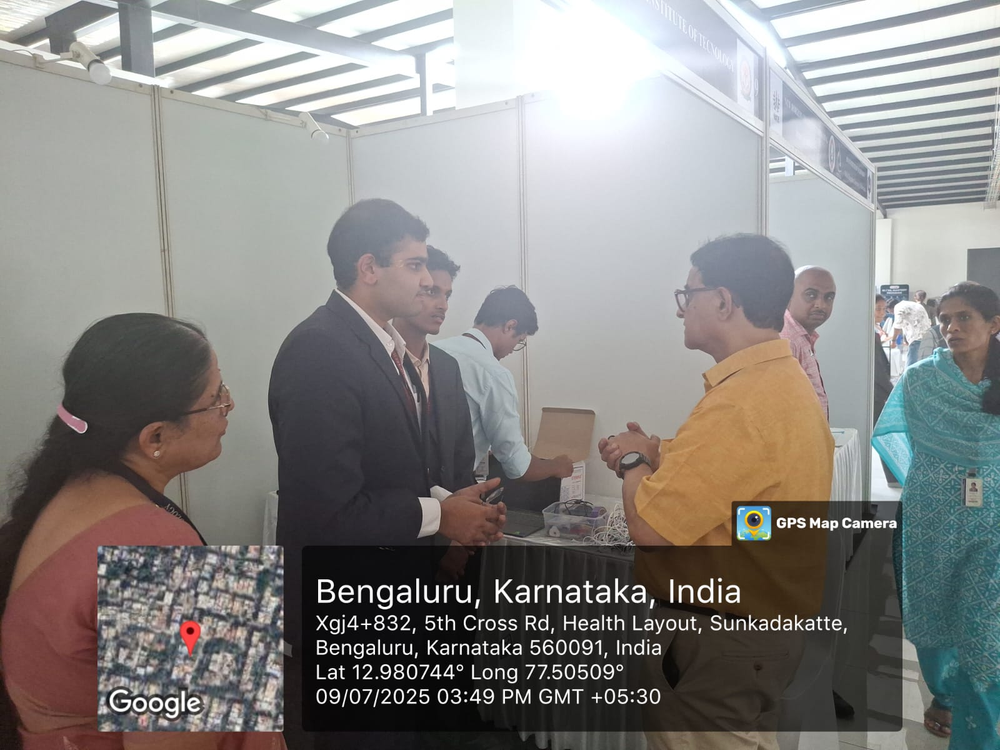 INSTITUTE OF TECNOLOGY
9
GPS Map Camera
Google
Bengaluru, Karnataka, India
Xgj4+832, 5th Cross Rd, Health Layout, Sunkadakatte,
Bengaluru, Karnataka 560091, India
Lat 12.980744° Long 77.50509°
09/07/2025 03:49 PM GMT +05:30